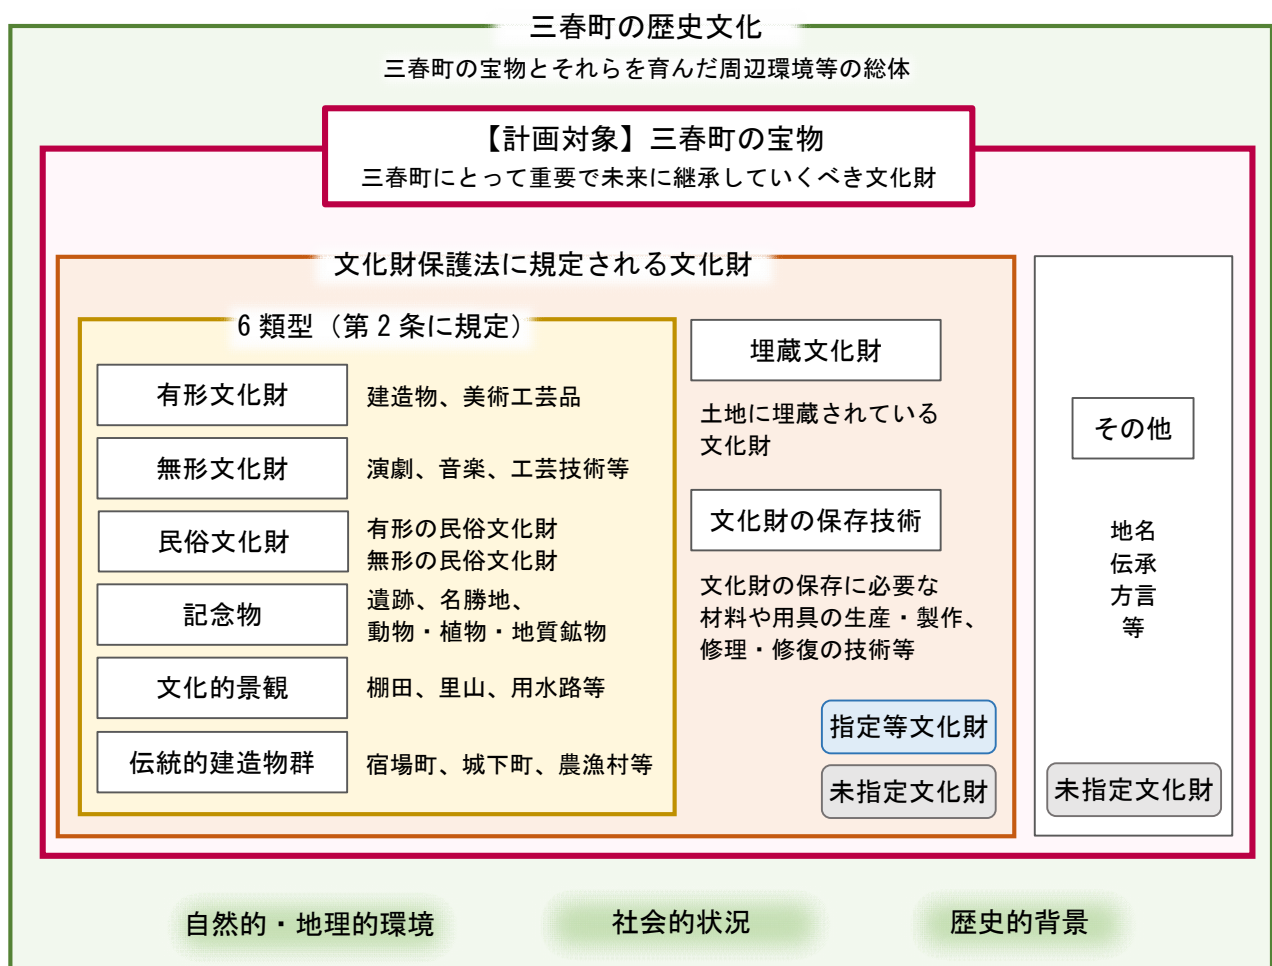 三春町の歴史文化
三春町の宝物とそれらを育んだ周辺環境等の総体
【計画対象】三春町の宝物
三春町にとって重要で未来に継承していくべき文化財
文化財保護法に規定される文化財
6類型（第2条に規定）
有形文化財
建造物、美術工芸品
無形文化財
演劇、音楽、工芸技術等
民俗文化財
有形の民俗文化財
無形の民俗文化財
記念物
遺跡、名勝地、
動物・植物・地質鉱物
文化的景観
棚田、里山、用水路等
伝統的建造物群
宿場町、城下町、農漁村等
埋蔵文化財
土地に埋蔵されている
文化財
文化財の保存技術
文化財の保存に必要な
材料や用具の生産・製作、
修理・修復の技術等
指定等文化財
未指定文化財
その他
地名
伝承
方言
等
未指定文化財
自然的・地理的環境
社会的状況
歴史的背景